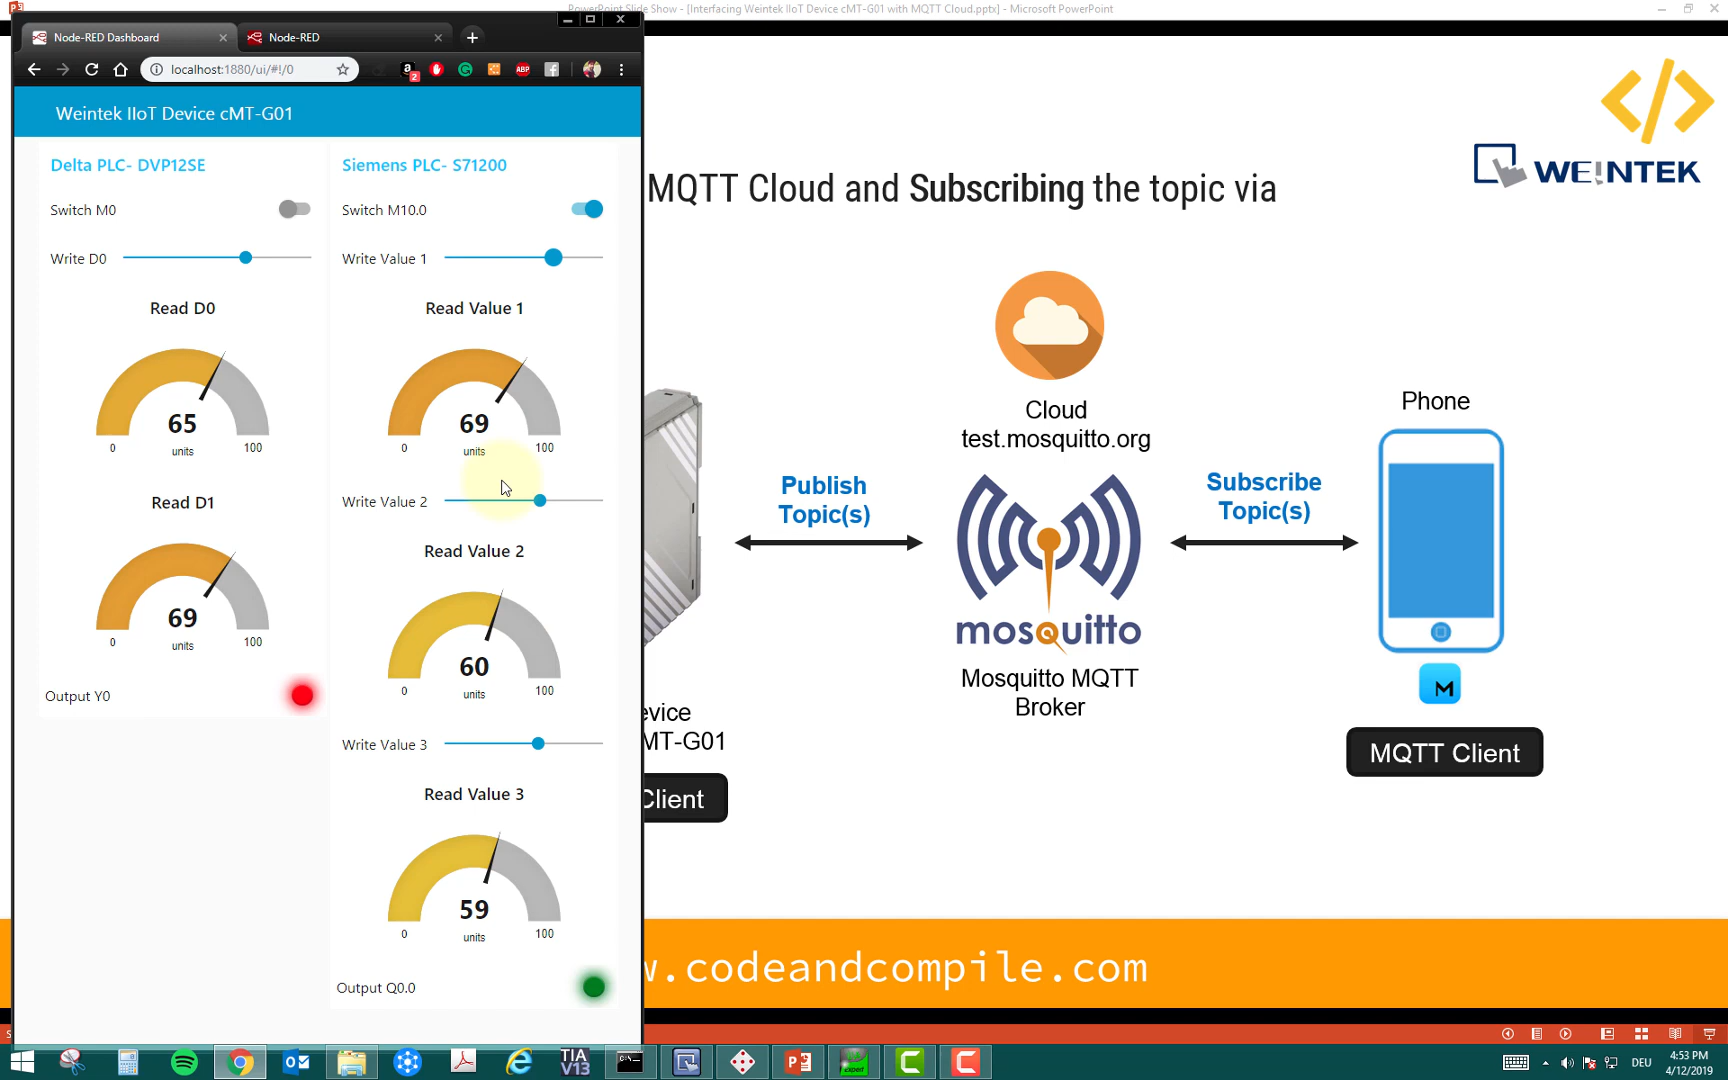 PowerPoint Slide Show - [Interfacing Weintek IIoT Device cMT-G01 with MQTT Cloud.pptx] - Microsoft PowerPoint
Node-RED Dashboard
Node-RED
localhost:1880/ui/#!/0
Weintek IIoT Device cMT-G01
Delta PLC- DVP12SE
Switch M0
Write D0
Read D0
65
0
units
100
Read D1
69
0
units
100
Output Y0
Siemens PLC- S71200
Switch M10.0
Write Value 1
Read Value 1
69
0
units
100
Write Value 2
Read Value 2
60
0
units
100
Write Value 3
Read Value 3
59
0
units
100
Output Q0.0
WEINTEK
MQTT Cloud and Subscribing the topic via
Cloud
test.mosquitto.org
Publish
Topic(s)
Subscribe
Topic(s)
mosquitto
Mosquitto MQTT
Broker
Phone
M
MQTT Client
evice
MT-G01
Client
w.codeandcompile.com
2
ABP
TIA
V13
DEU
4:53 PM
4/12/2019